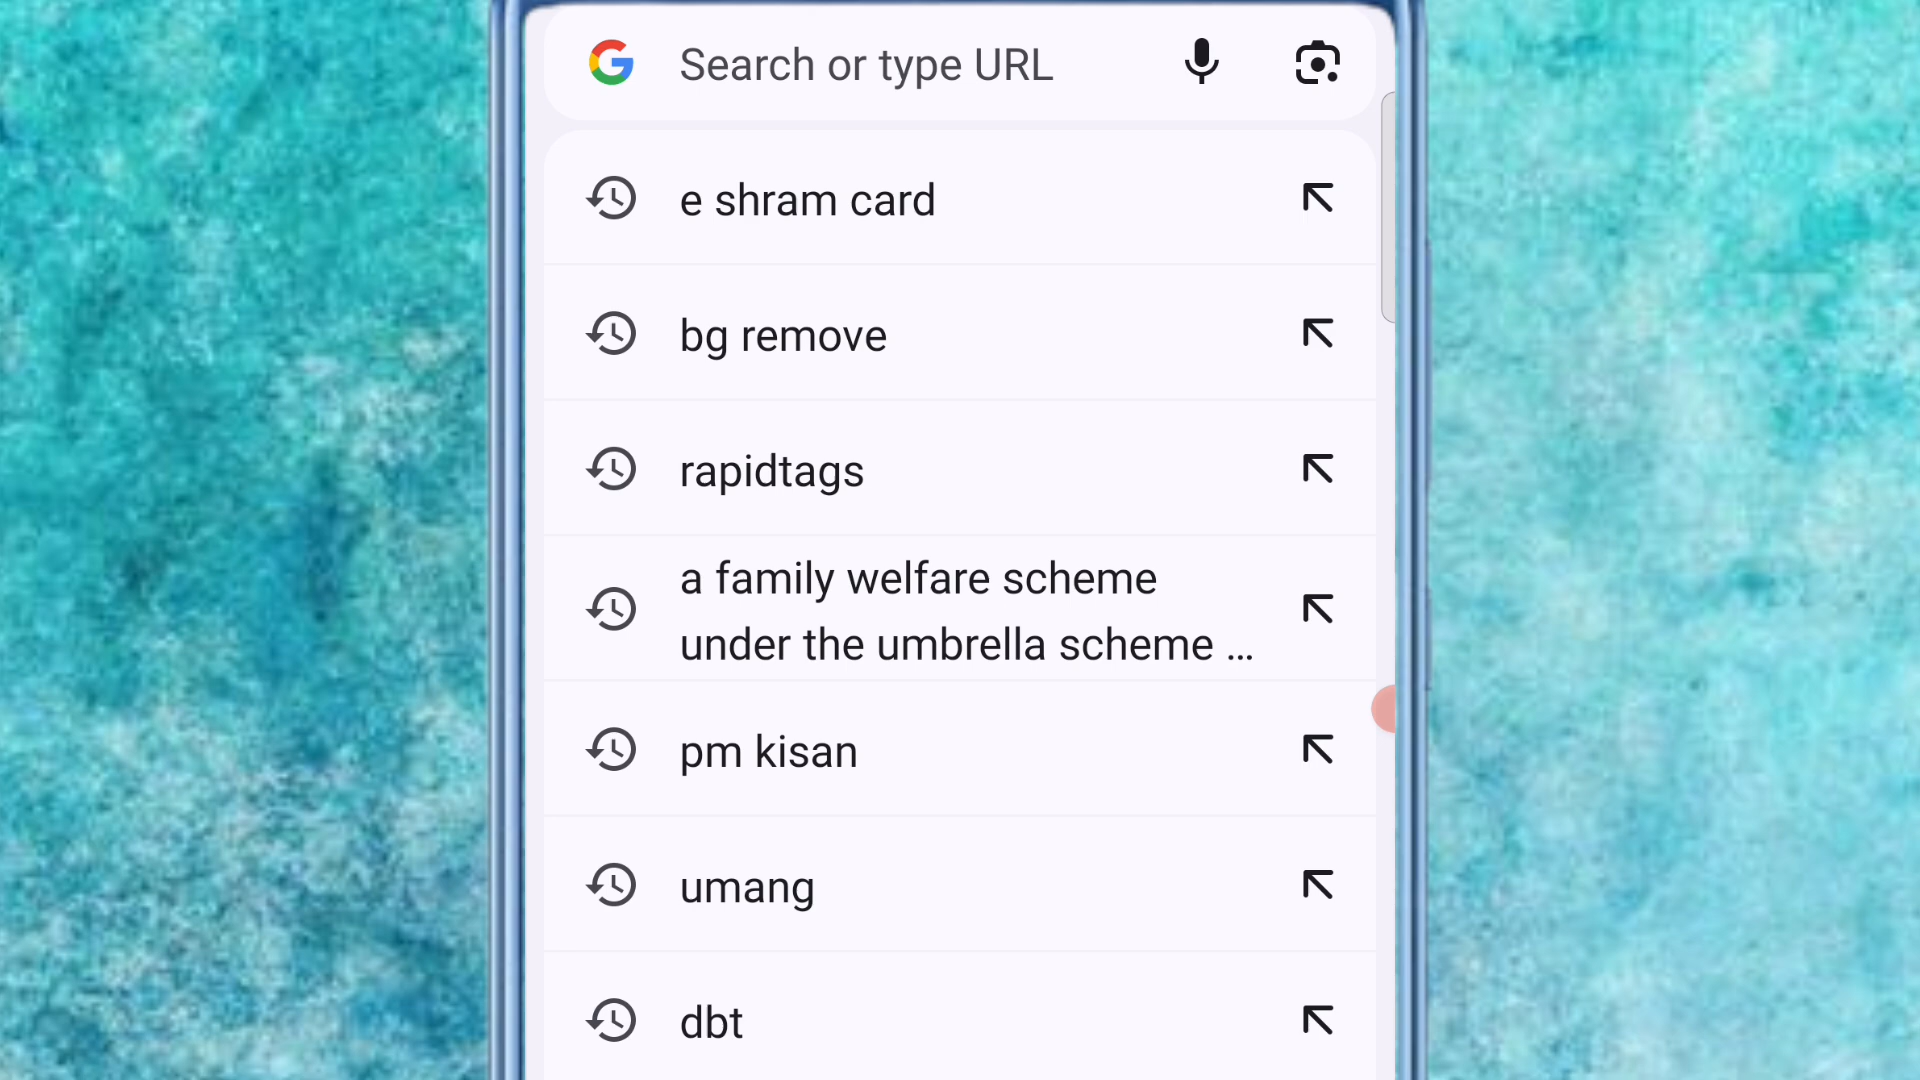 Search or type URL
e shram card
bg remove
rapidtags
a family welfare scheme
under the umbrella scheme ...
pm kisan
umang
dbt